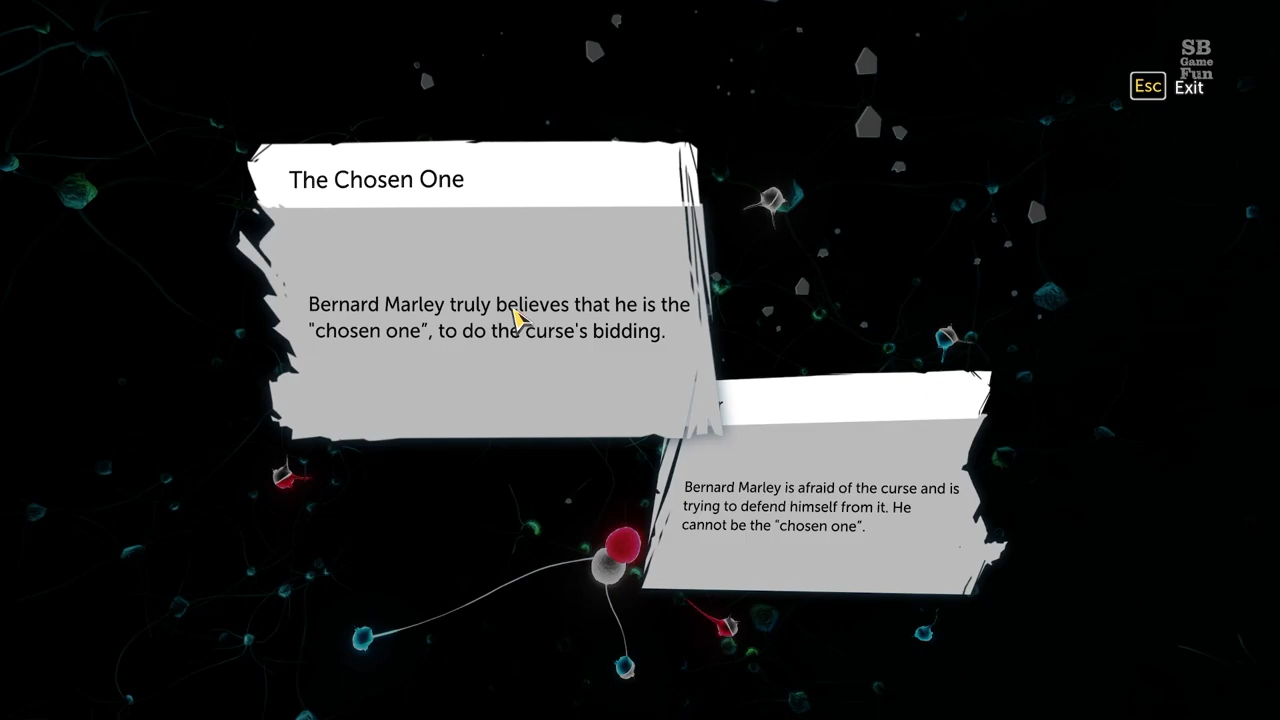 SB
Game
Fun
Esc Exit
The Chosen One
Bernard Marley truly believes that he is the
"chosen one”, to do the curse's bidding.
r
Bernard Marley is afraid of the curse and is
trying to defend himself from it. He
cannot be the “chosen one”.